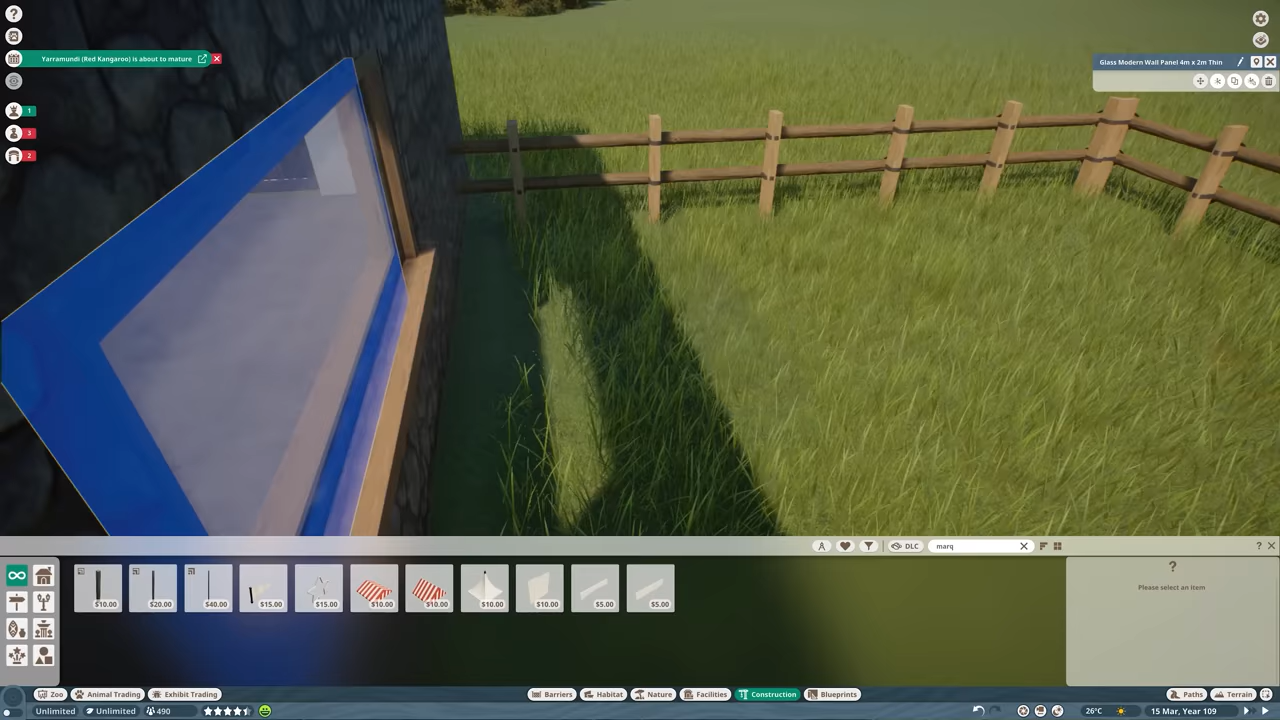 ?
Yarramundi (Red Kangaroo) is about to mature
1
3
2
Glass Modern Wall Panel 4m x 2m Thin
DLC
marq
?
$10.00
$20.00
$40.00
$15.00
$15.00
$10.00
$10.00
$10.00
$10.00
$5.00
$5.00
?
Please select an item
Zoo
Animal Trading
Exhibit Trading
Barriers
Habitat
Nature
Facilities
Construction
Blueprints
Paths
Terrain
Unlimited
Unlimited
490
26°C
15 Mar, Year 109